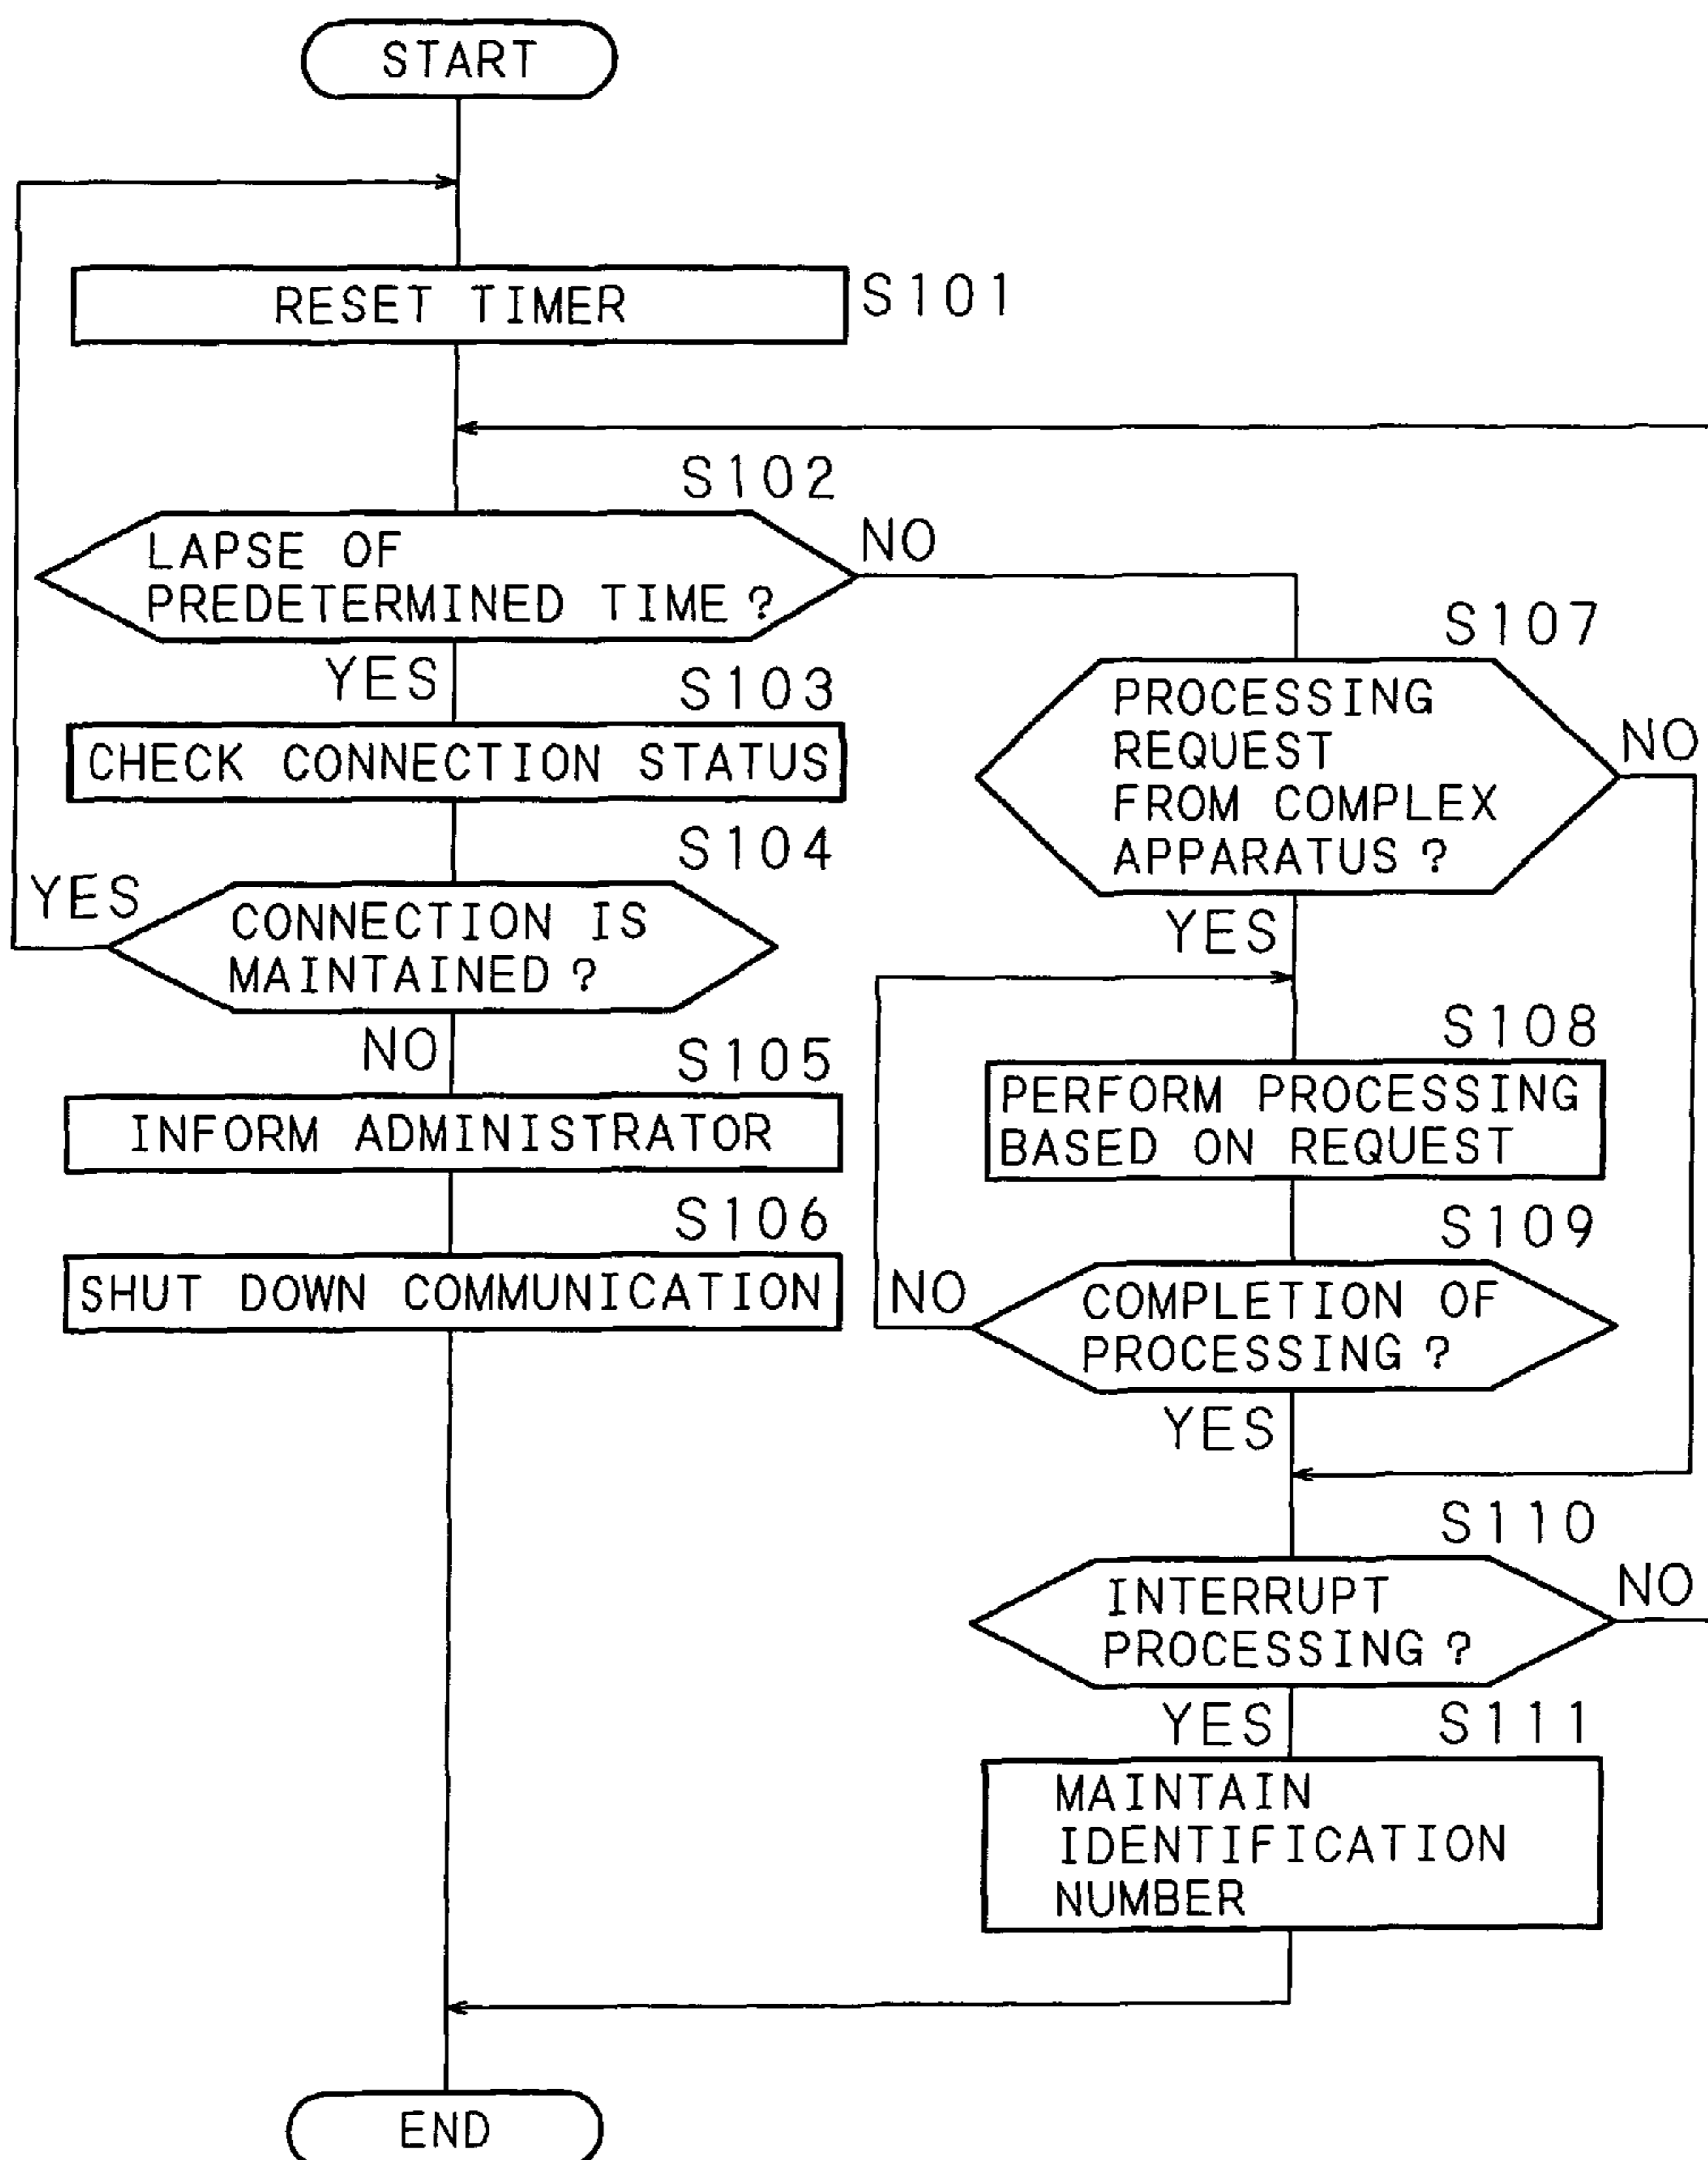 START
RESET TIMER
S101
S102
LAPSE OF
PREDETERMINED TIME?
NO
YES
S103
CHECK CONNECTION STATUS
S104
YES
CONNECTION IS
MAINTAINED?
NO
S105
INFORM ADMINISTRATOR
S106
SHUT DOWN COMMUNICATION
S107
PROCESSING
REQUEST
FROM COMPLEX
APPARATUS?
NO
YES
S108
PERFORM PROCESSING
BASED ON REQUEST
S109
NO
COMPLETION OF
PROCESSING?
YES
S110
INTERRUPT
PROCESSING?
NO
YES
S111
MAINTAIN
IDENTIFICATION
NUMBER
END